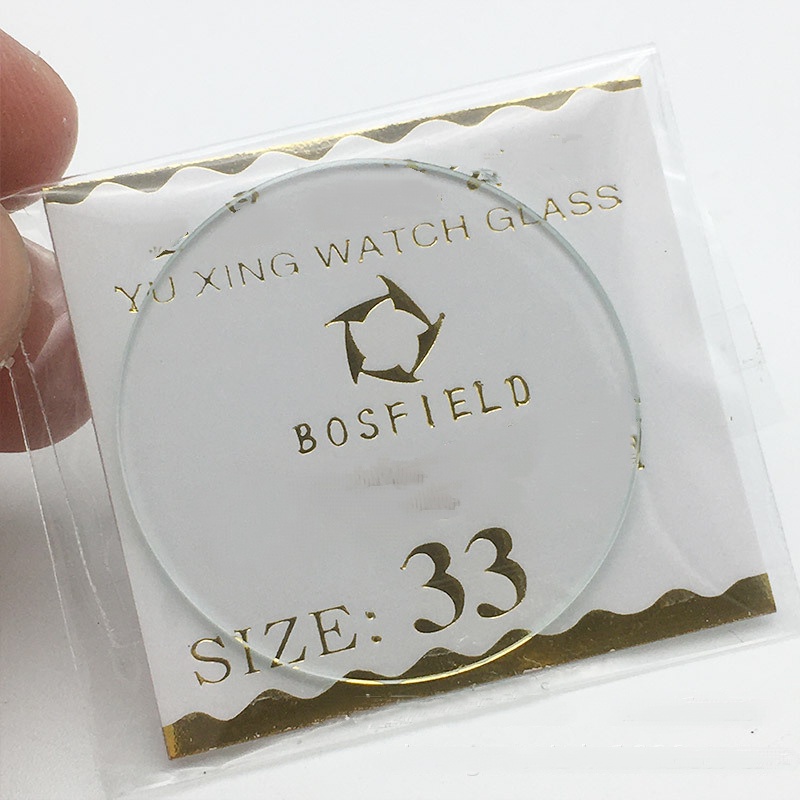 YU XING WATCH GLASS
BOSFIELD
SIZE: 33